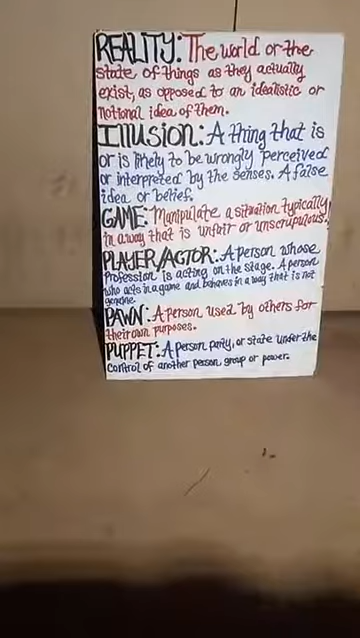 REALITY: The world or the
state of things as they actually
exist, as opposed to an idealistic or
notional idea of them.
ILLUSION: A thing that is
or is likely to be wrongly perceived
or interpreted by the senses. A false
idea or belief.
GAME: Manipulate a situation typically
in a way that is unfair or unscrupulous!
PLAYER/ACTOR: A person whose
profession is acting on the stage. A person
who acts in a game and behaves in a way that is not
genuine.
PAWN: A person used by others for
their own purposes.
PUPPET: A person party, or state under the
control of another person group or power.